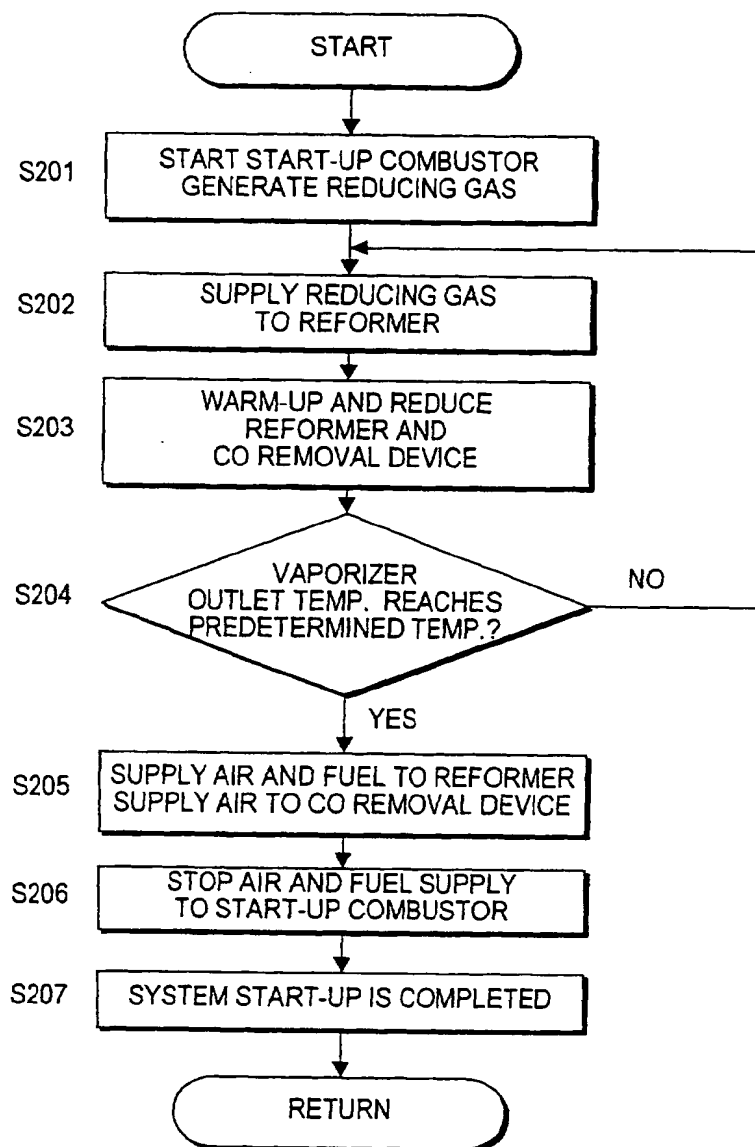 START
S201
START START-UP COMBUSTOR
GENERATE REDUCING GAS
S202
SUPPLY REDUCING GAS
TO REFORMER
S203
WARM-UP AND REDUCE
REFORMER AND
CO REMOVAL DEVICE
S204
VAPORIZER
OUTLET TEMP. REACHES
PREDETERMINED TEMP.?
NO
YES
S205
SUPPLY AIR AND FUEL TO REFORMER
SUPPLY AIR TO CO REMOVAL DEVICE
S206
STOP AIR AND FUEL SUPPLY
TO START-UP COMBUSTOR
S207
SYSTEM START-UP IS COMPLETED
RETURN